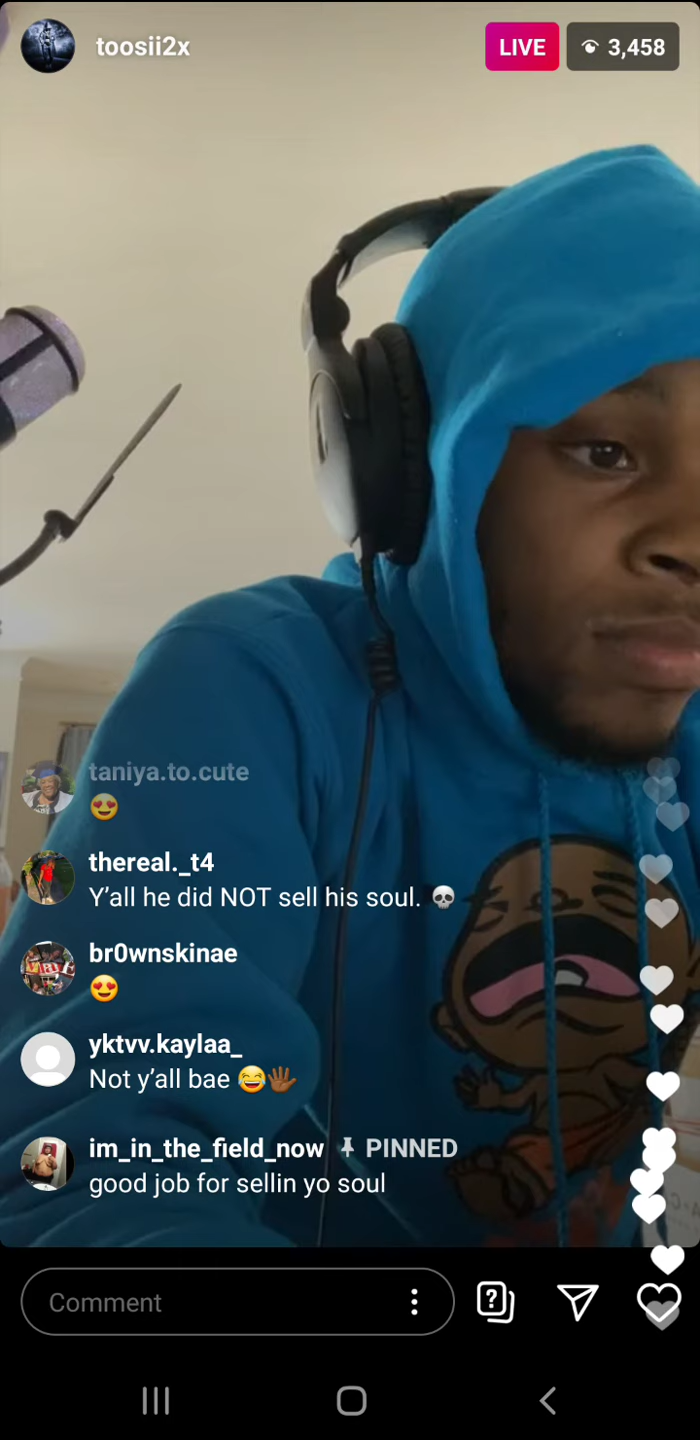 toosii2x
LIVE
3,458
taniya.to.cute
😍
thereal._t4
Y’all he did NOT sell his soul. 💀
br0wnskinae
😍
yktvv.kaylaa_
Not y’all bae 😂🖐🏾
im_in_the_field_now PINNED
good job for sellin yo soul
Comment